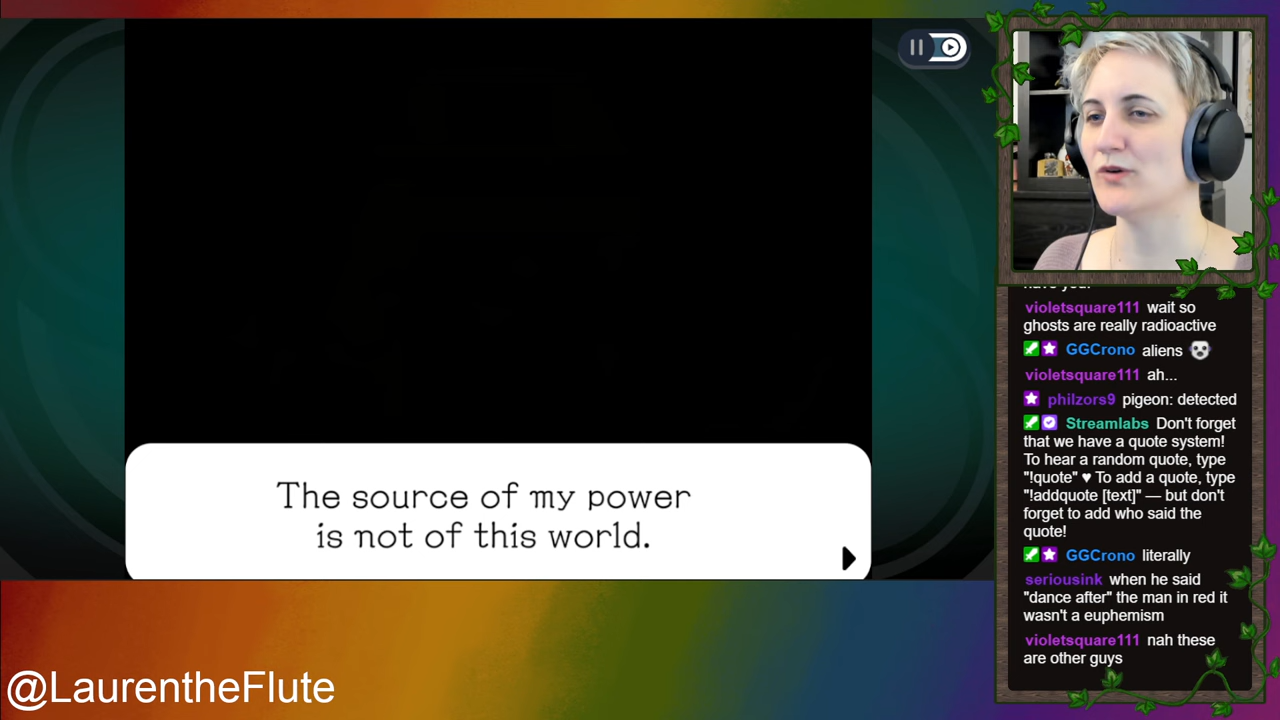 The source of my power
is not of this world.
@LaurentheFlute
violetsquare111 wait so
ghosts are really radioactive
GGCrono aliens
violetsquare111 ah...
philzors9 pigeon: detected
Streamlabs Don't forget
that we have a quote system!
To hear a random quote, type
"!quote" ♥ To add a quote, type
"!addquote [text]" — but don't
forget to add who said the
quote!
GGCrono literally
seriousink when he said
"dance after" the man in red it
wasn't a euphemism
violetsquare111 nah these
are other guys